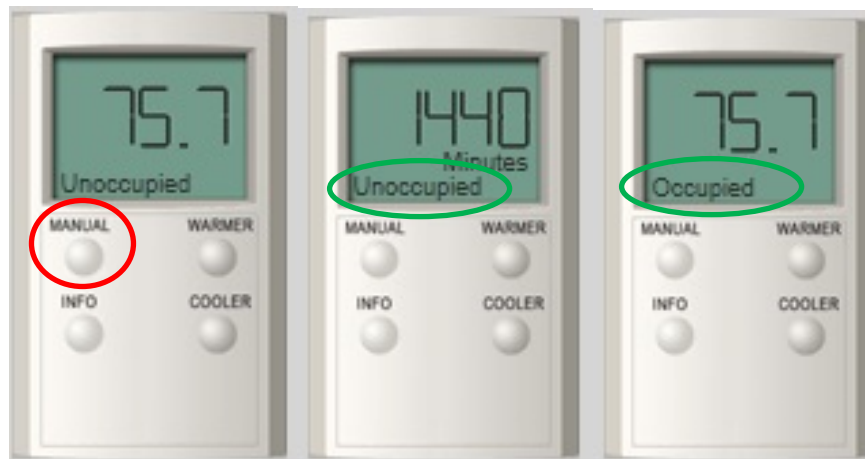 75.7
Unoccupied
MANUAL WARMER
INFO COOLER
1440
Minutes
Unoccupied
MANUAL WARMER
INFO COOLER
75.7
Occupied
MANUAL WARMER
INFO COOLER